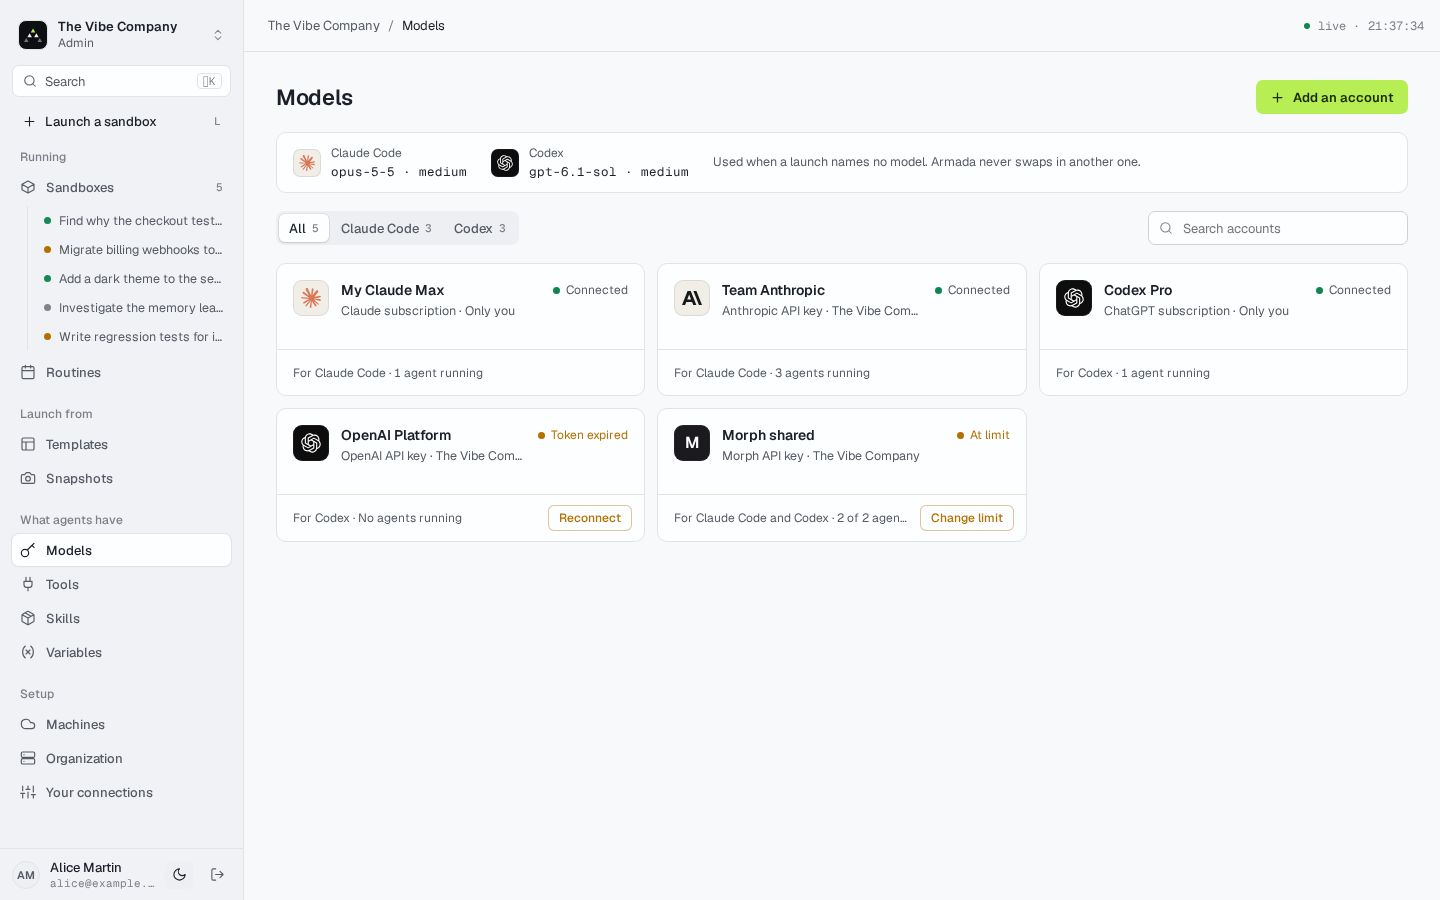 The Vibe Company
Admin
Search
K
Launch a sandbox
L
Running
Sandboxes
5
Find why the checkout test…
Migrate billing webhooks to…
Add a dark theme to the se…
Investigate the memory lea…
Write regression tests for i…
Routines
Launch from
Templates
Snapshots
What agents have
Models
Tools
Skills
Variables
Setup
Machines
Organization
Your connections
AM
Alice Martin
alice@example.…
The Vibe Company / Models
live · 21:37:34
Models
Add an account
Claude Code
opus-5-5 · medium
Codex
gpt-6.1-sol · medium
Used when a launch names no model. Armada never swaps in another one.
All 5
Claude Code 3
Codex 3
Search accounts
My Claude Max
Connected
Claude subscription · Only you
For Claude Code · 1 agent running
Team Anthropic
Connected
Anthropic API key · The Vibe Com…
For Claude Code · 3 agents running
Codex Pro
Connected
ChatGPT subscription · Only you
For Codex · 1 agent running
OpenAI Platform
Token expired
OpenAI API key · The Vibe Com…
For Codex · No agents running
Reconnect
M
Morph shared
At limit
Morph API key · The Vibe Company
For Claude Code and Codex · 2 of 2 agen…
Change limit